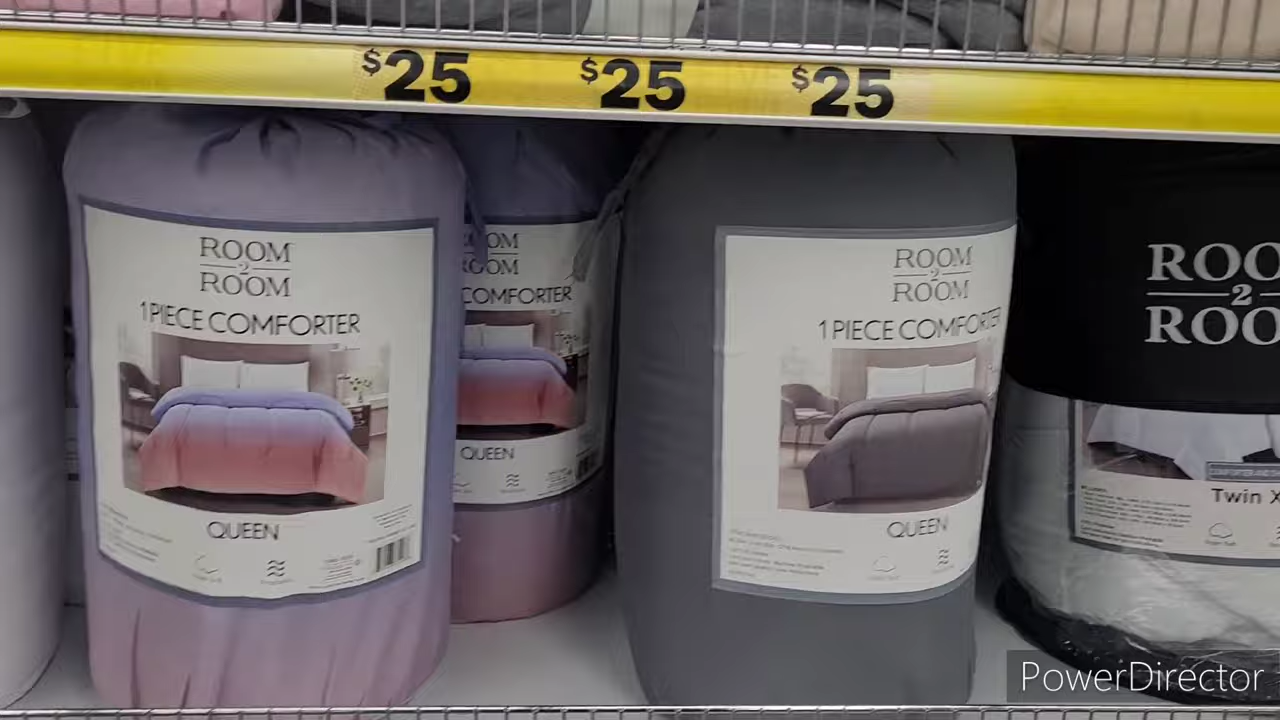 $25 $25 $25
ROOM
2
ROOM
1 PIECE COMFORTER
QUEEN
OOM
ROOM
COMFORTER
QUEEN
ROOM
2
ROOM
1 PIECE COMFORTER
QUEEN
ROO
2
ROO
Twin X
PowerDirector